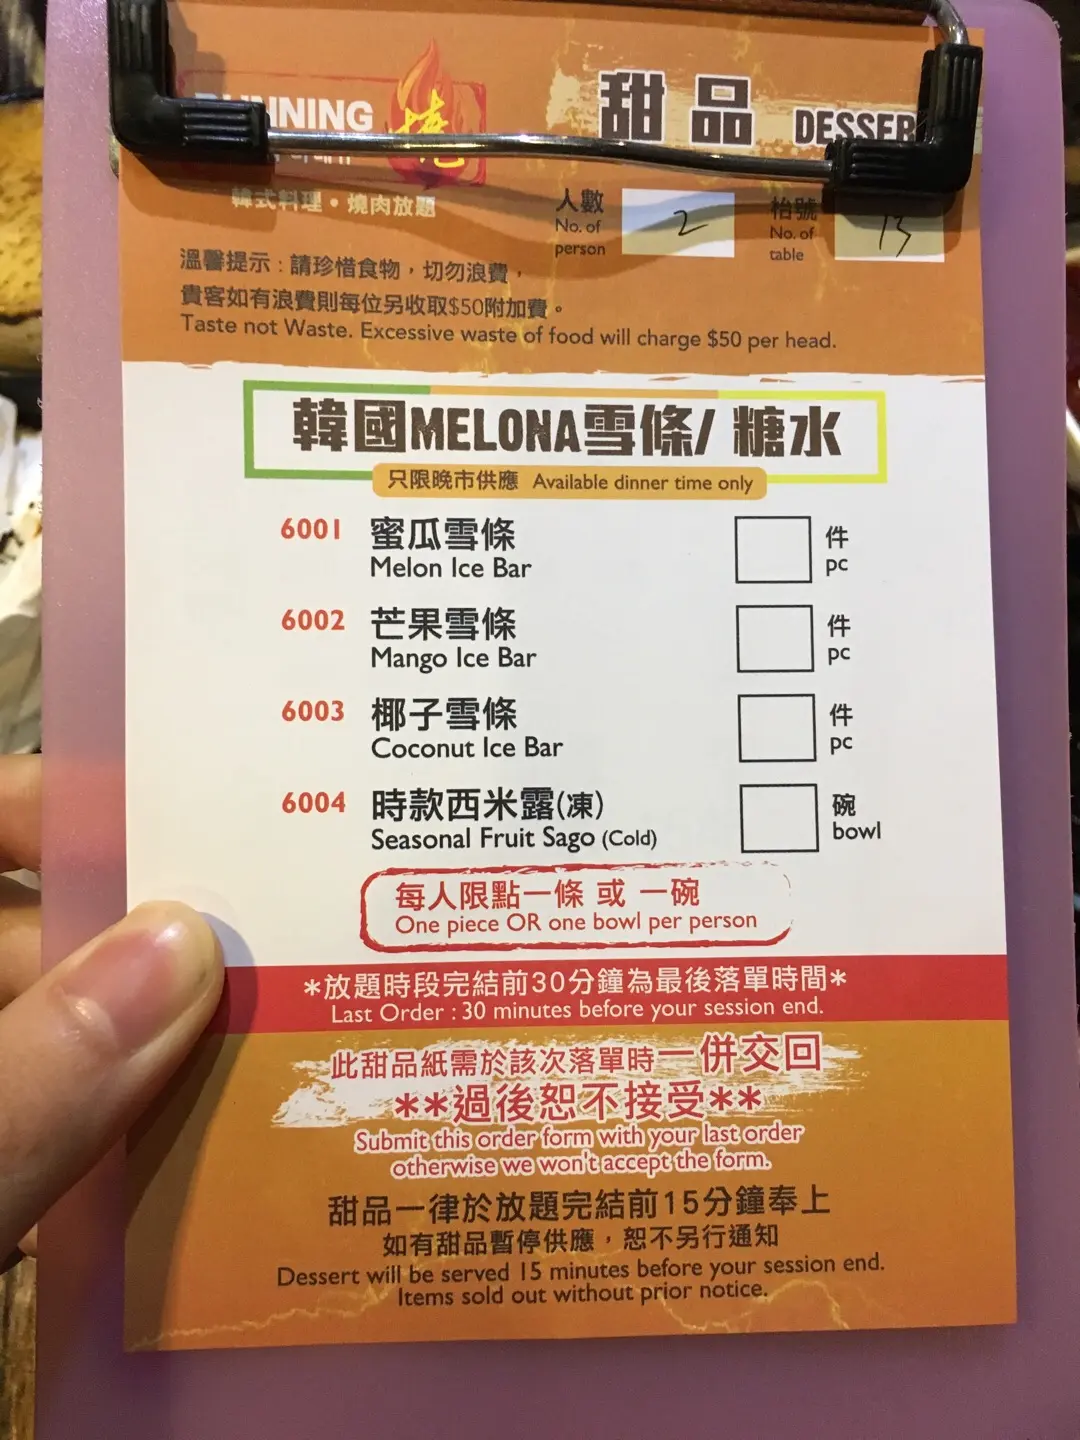 甜品 DESSER
燒
韓式料理 • 燒肉放題
人數
No. of
person
2
枱號
No. of
table
13
溫馨提示：請珍惜食物，切勿浪費，
貴客如有浪費則每位另收取$50附加費。
Taste not Waste. Excessive waste of food will charge $50 per head.
韓國MELONA雪條/ 糖水
只限晚市供應 Available dinner time only
6001 蜜瓜雪條 件
Melon Ice Bar pc
6002 芒果雪條 件
Mango Ice Bar pc
6003 椰子雪條 件
Coconut Ice Bar pc
6004 時款西米露(凍) 碗
Seasonal Fruit Sago (Cold) bowl
每人限點一條 或 一碗
One piece OR one bowl per person
*放題時段完結前30分鐘為最後落單時間*
Last Order : 30 minutes before your session end.
此甜品紙需於該次落單時一併交回
**過後恕不接受**
Submit this order form with your last order
otherwise we won't accept the form.
甜品一律於放題完結前15分鐘奉上
如有甜品暫停供應，恕不另行通知
Dessert will be served 15 minutes before your session end.
Items sold out without prior notice.